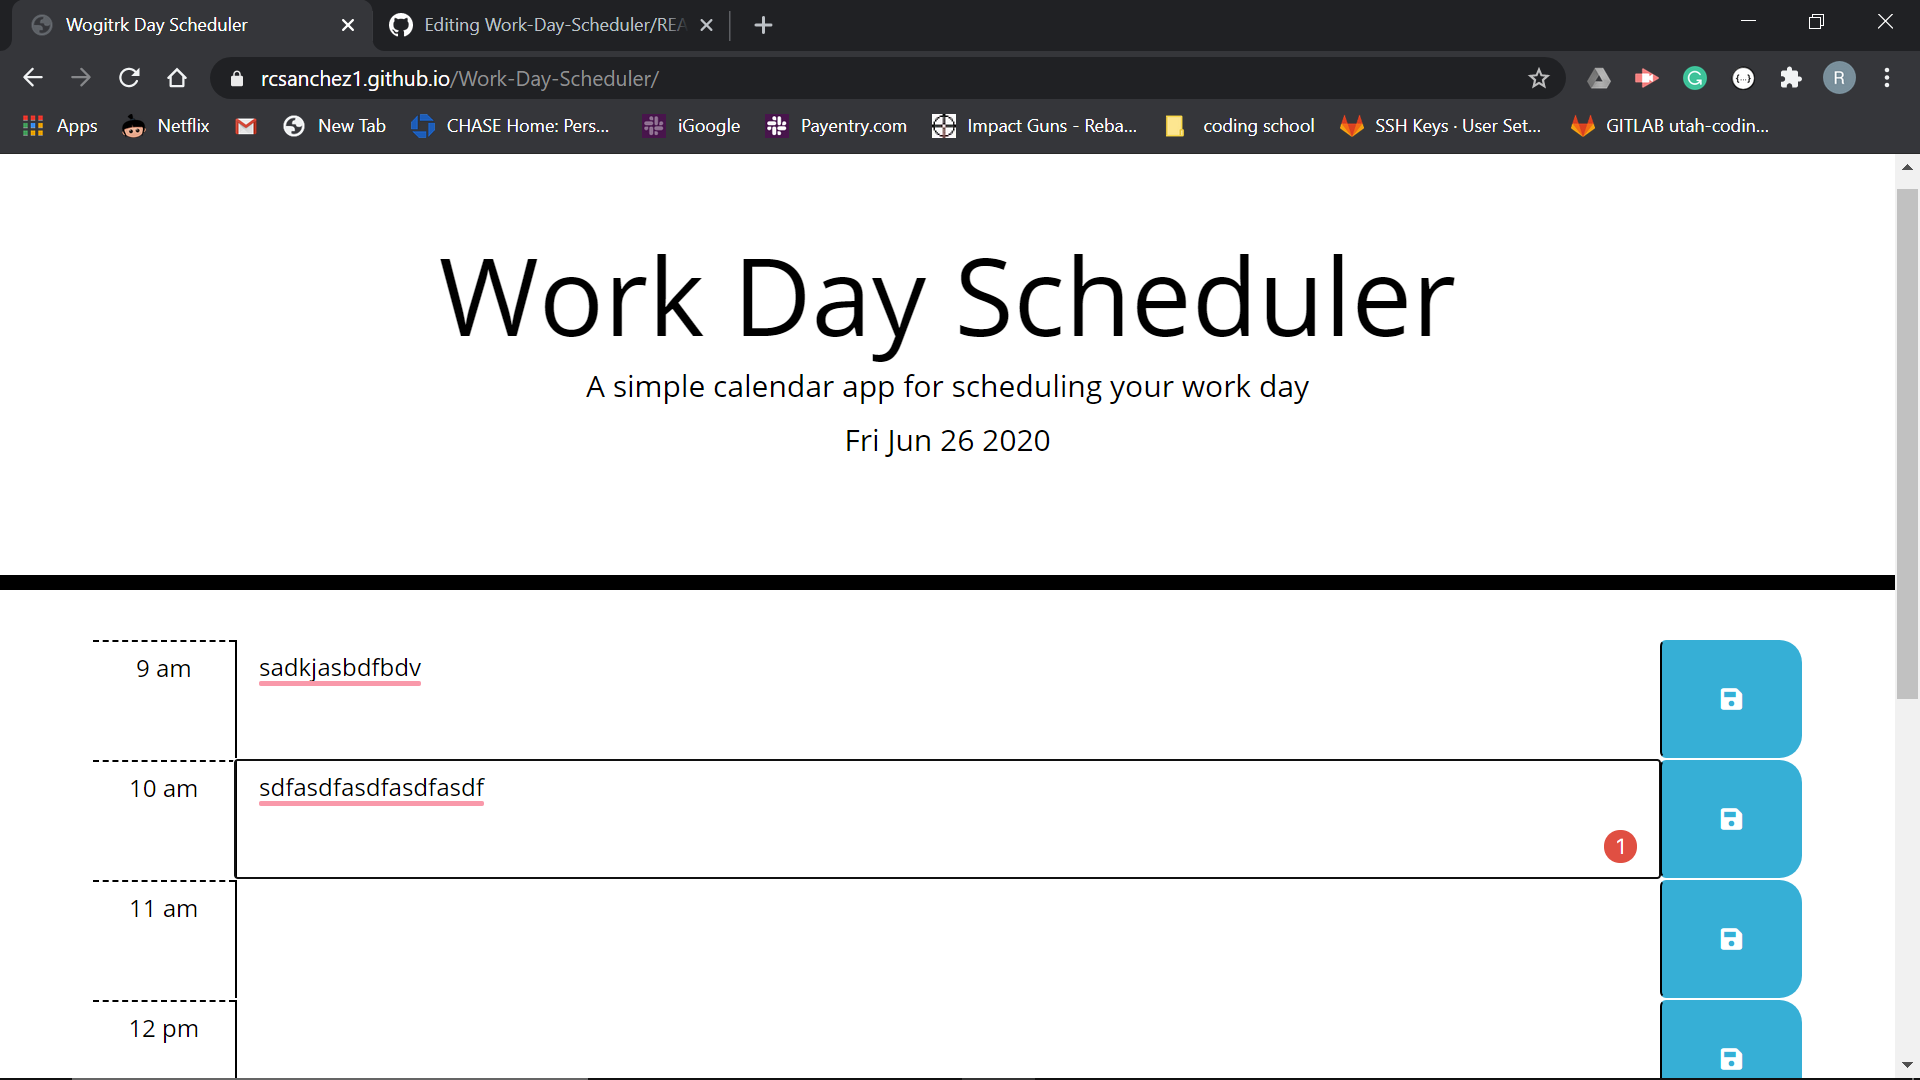 Wogitrk Day Scheduler
Editing Work-Day-Scheduler/REA
rcsanchez1.github.io/Work-Day-Scheduler/
R
Apps Netflix New Tab CHASE Home: Pers... iGoogle Payentry.com Impact Guns - Reba... coding school SSH Keys · User Set... GITLAB utah-codin...
Work Day Scheduler
A simple calendar app for scheduling your work day
Fri Jun 26 2020
9 am sadkjasbdfbdv
10 am sdfasdfasdfasdfasdf
1
11 am
12 pm